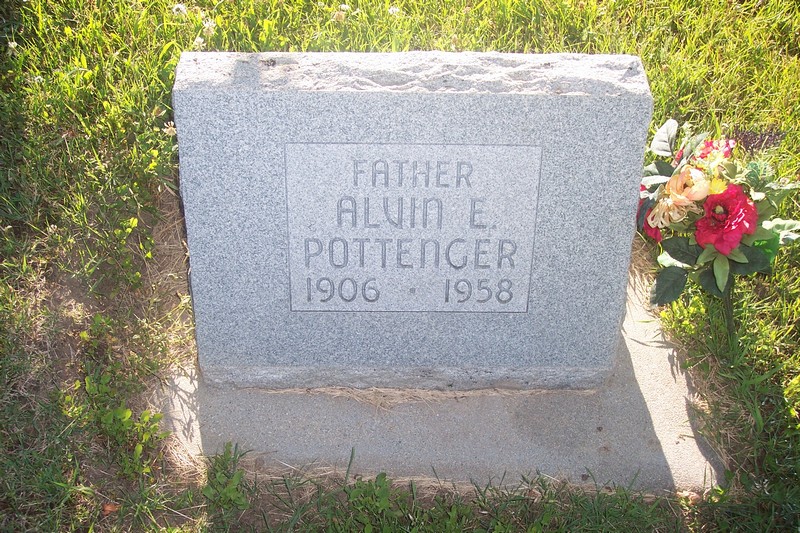 FATHER
ALVIN E.
POTTENGER
1906 · 1958